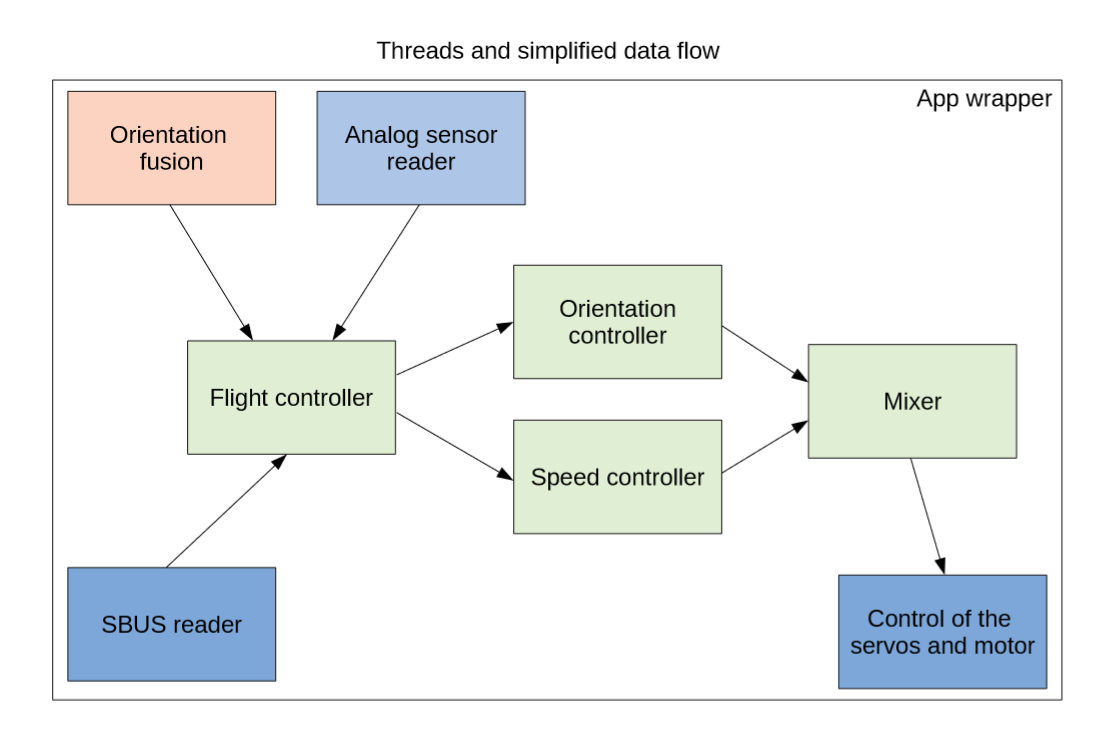 Threads and simplified data flow
App wrapper
Orientation
fusion
Analog sensor
reader
Orientation
controller
Flight controller
Mixer
Speed controller
SBUS reader
Control of the
servos and motor